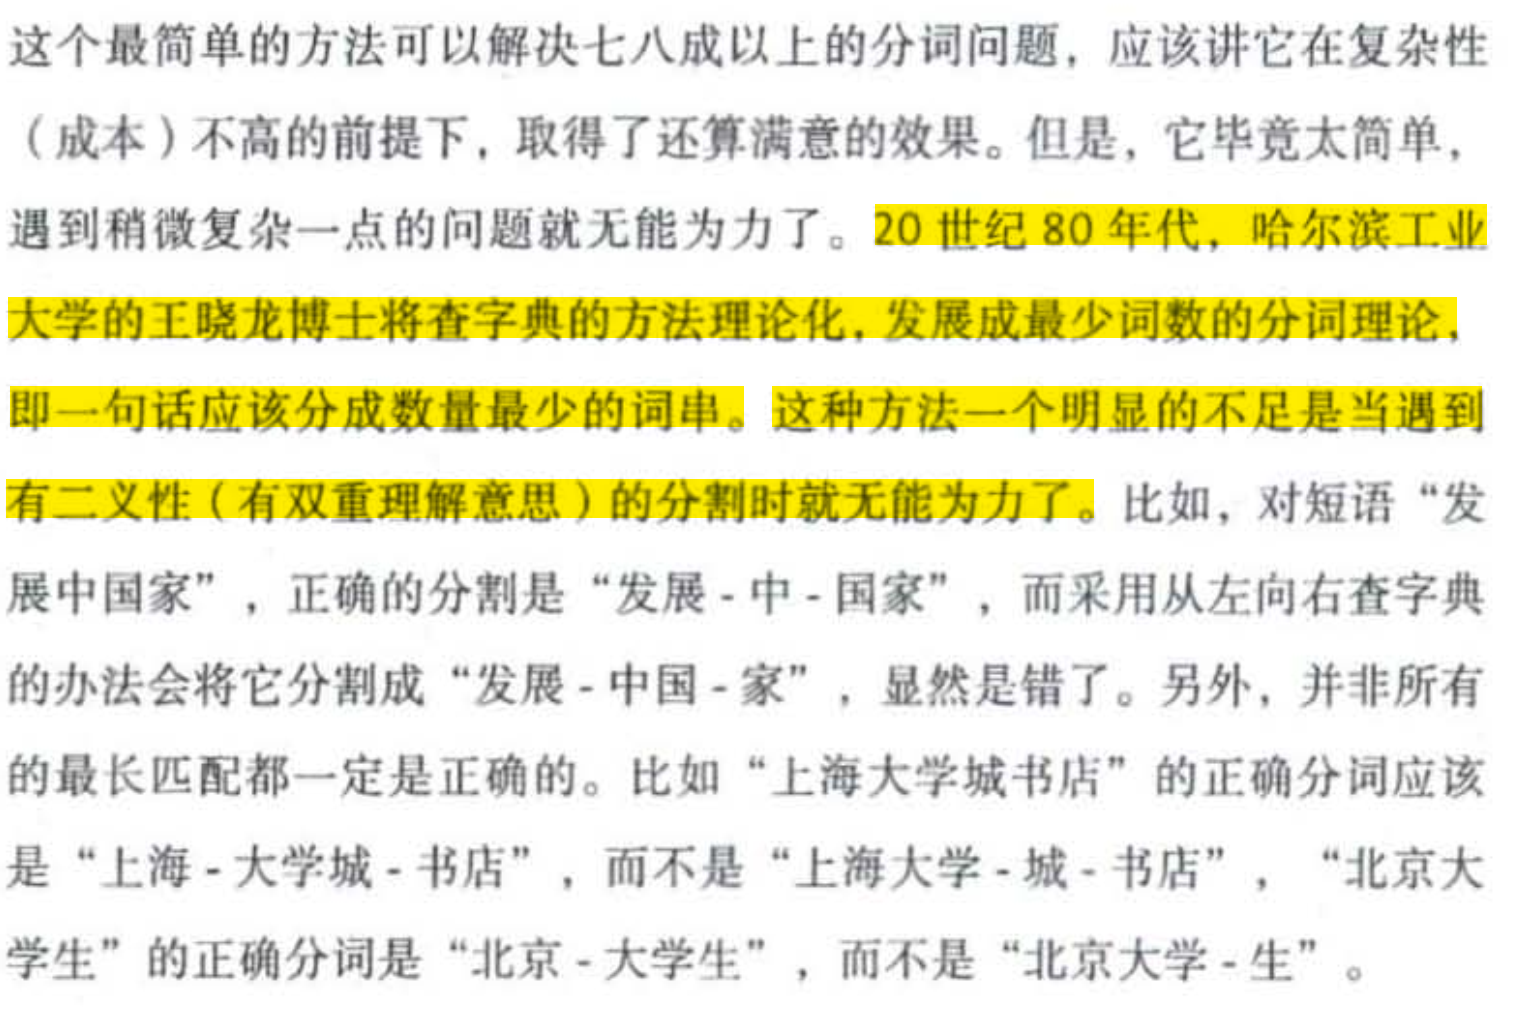 这个最简单的方法可以解决七八成以上的分词问题，应该讲它在复杂性
（成本）不高的前提下，取得了还算满意的效果。但是，它毕竟太简单，
遇到稍微复杂一点的问题就无能为力了。20 世纪 80 年代，哈尔滨工业
大学的王晓龙博士将查字典的方法理论化，发展成最少词数的分词理论，
即一句话应该分成数量最少的词串。这种方法一个明显的不足是当遇到
有二义性（有双重理解意思）的分割时就无能为力了。比如，对短语“发
展中国家”，正确的分割是“发展 - 中 - 国家”，而采用从左向右查字典
的办法会将它分割成“发展 - 中国 - 家”，显然是错了。另外，并非所有
的最长匹配都一定是正确的。比如“上海大学城书店”的正确分词应该
是“上海 - 大学城 - 书店”，而不是“上海大学 - 城 - 书店”，“北京大
学生”的正确分词是“北京 - 大学生”，而不是“北京大学 - 生”。